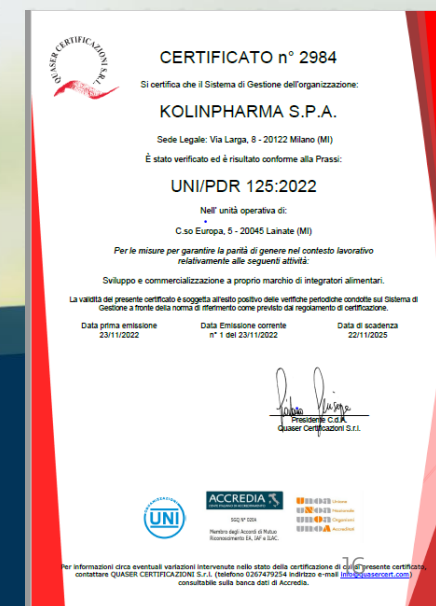 QUASER CERTIFICAZIONI S.R.L.
CERTIFICATO n° 2984
Si certifica che il Sistema di Gestione dell'organizzazione:
KOLINPHARMA S.P.A.
Sede Legale: Via Larga, 8 - 20122 Milano (MI)
È stato verificato ed è risultato conforme alla Prassi:
UNI/PDR 125:2022
Nell' unità operativa di:
C.so Europa, 5 - 20045 Lainate (MI)
Per le misure per garantire la parità di genere nel contesto lavorativo
relativamente alle seguenti attività:
Sviluppo e commercializzazione a proprio marchio di integratori alimentari.
La validità del presente certificato è soggetta all'esito positivo delle verifiche periodiche condotte sul Sistema di
Gestione a fronte della norma di riferimento come previsto dal regolamento di certificazione.
Data prima emissione
23/11/2022
Data Emissione corrente
n° 1 del 23/11/2022
Data di scadenza
22/11/2025
Presidente C.d.A.
Quaser Certificazioni S.r.l.
UNI
ACCREDIA
Membro degli Accordi di Mutuo
Riconoscimento EA, IAF e ILAC.
Unione
Nazionale
Organismi
Accreditati
16
Per informazioni circa eventuali variazioni intervenute nello stato della certificazione di cui al presente certificato,
contattare QUASER CERTIFICAZIONI S.r.l. (telefono 0267479254 indirizzo e-mail info@quasercert.com)
consultabile sulla banca dati di Accredia.